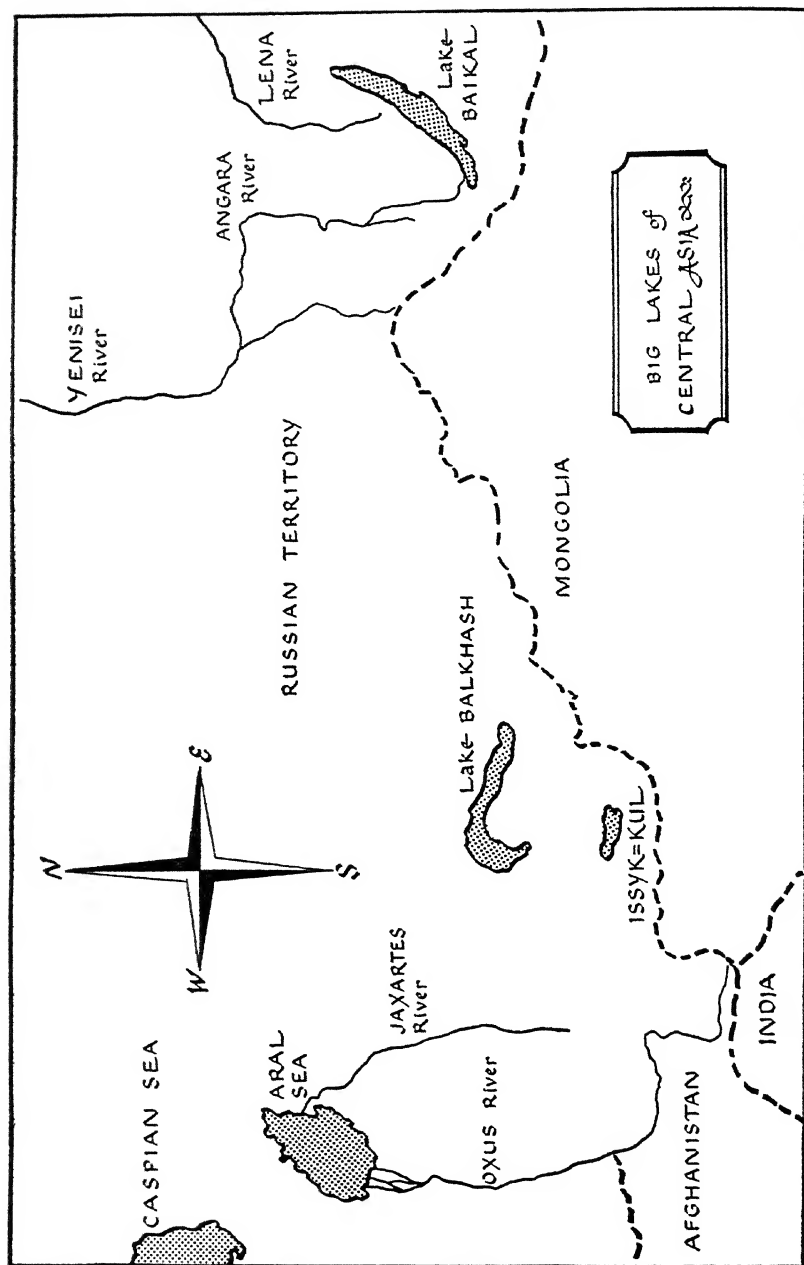 YENISEI
River
LENA
River
ANGARA
River
Lake
BAIKAL
CASPIAN SEA
N
E
W
S
RUSSIAN TERRITORY
ARAL
SEA
JAXARTES
River
Lake BALKHASH
OXUS River
ISSYK=KUL
MONGOLIA
AFGHANISTAN
INDIA
BIG LAKES of
CENTRAL ASIA